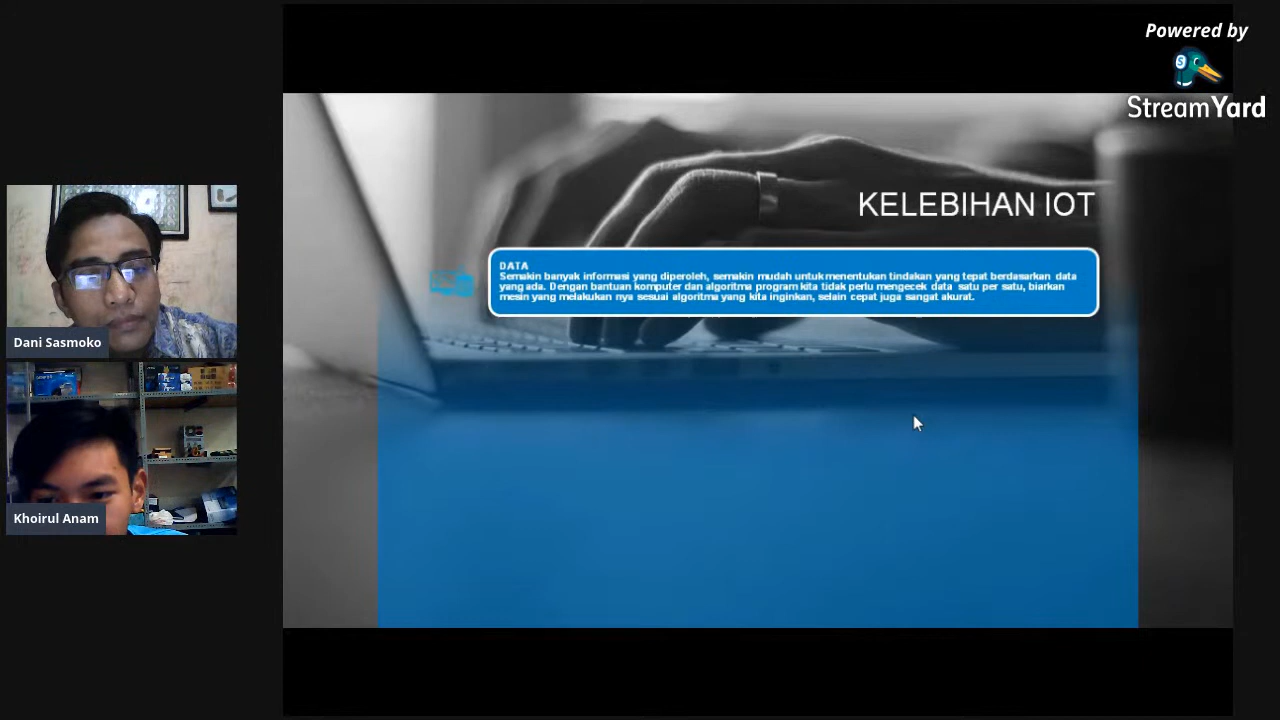 Powered by
StreamYard
KELEBIHAN IOT
DATA
Semakin banyak informasi yang diperoleh, semakin mudah untuk menentukan tindakan yang tepat berdasarkan data
yang ada. Dengan bantuan komputer dan algoritma program kita tidak perlu mengecek data satu per satu, biarkan
mesin yang melakukan nya sesuai algoritma yang kita inginkan, selain cepat juga sangat akurat.
Dani Sasmoko
Khoirul Anam